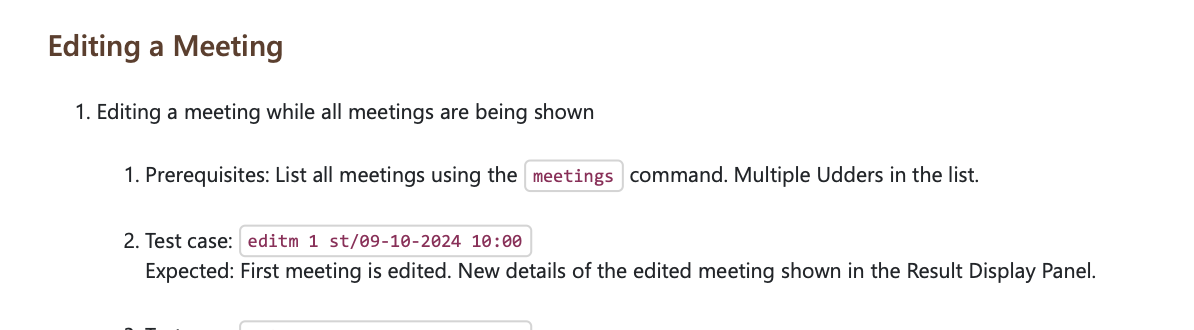 Editing a Meeting
1. Editing a meeting while all meetings are being shown
1. Prerequisites: List all meetings using the meetings command. Multiple Udders in the list.
2. Test case: editm 1 st/09-10-2024 10:00
Expected: First meeting is edited. New details of the edited meeting shown in the Result Display Panel.